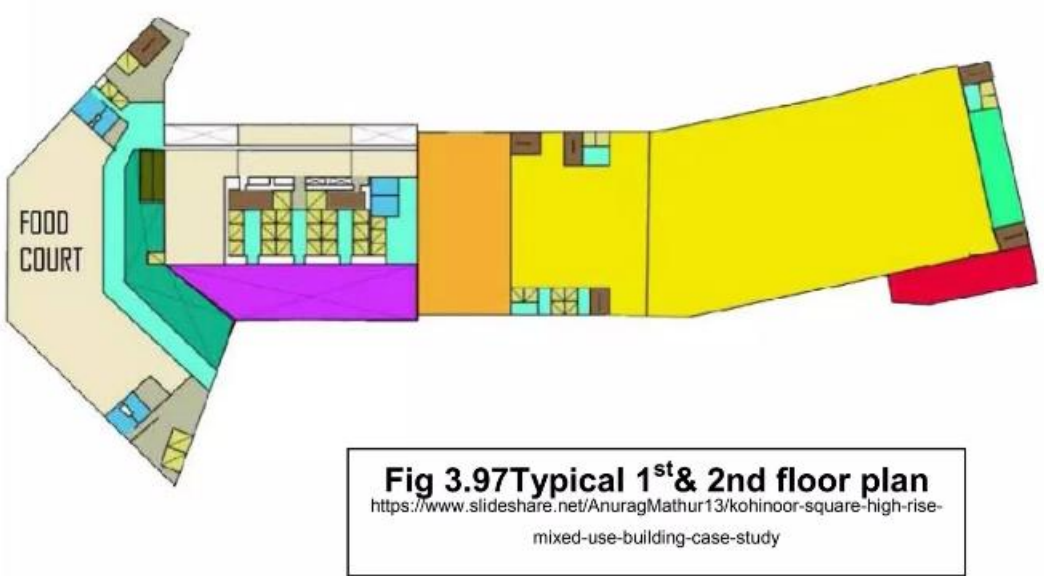 FOOD
COURT
Fig 3.97Typical 1st& 2nd floor plan
https://www.slideshare.net/AnuragMathur13/kohinoor-square-high-rise-
mixed-use-building-case-study